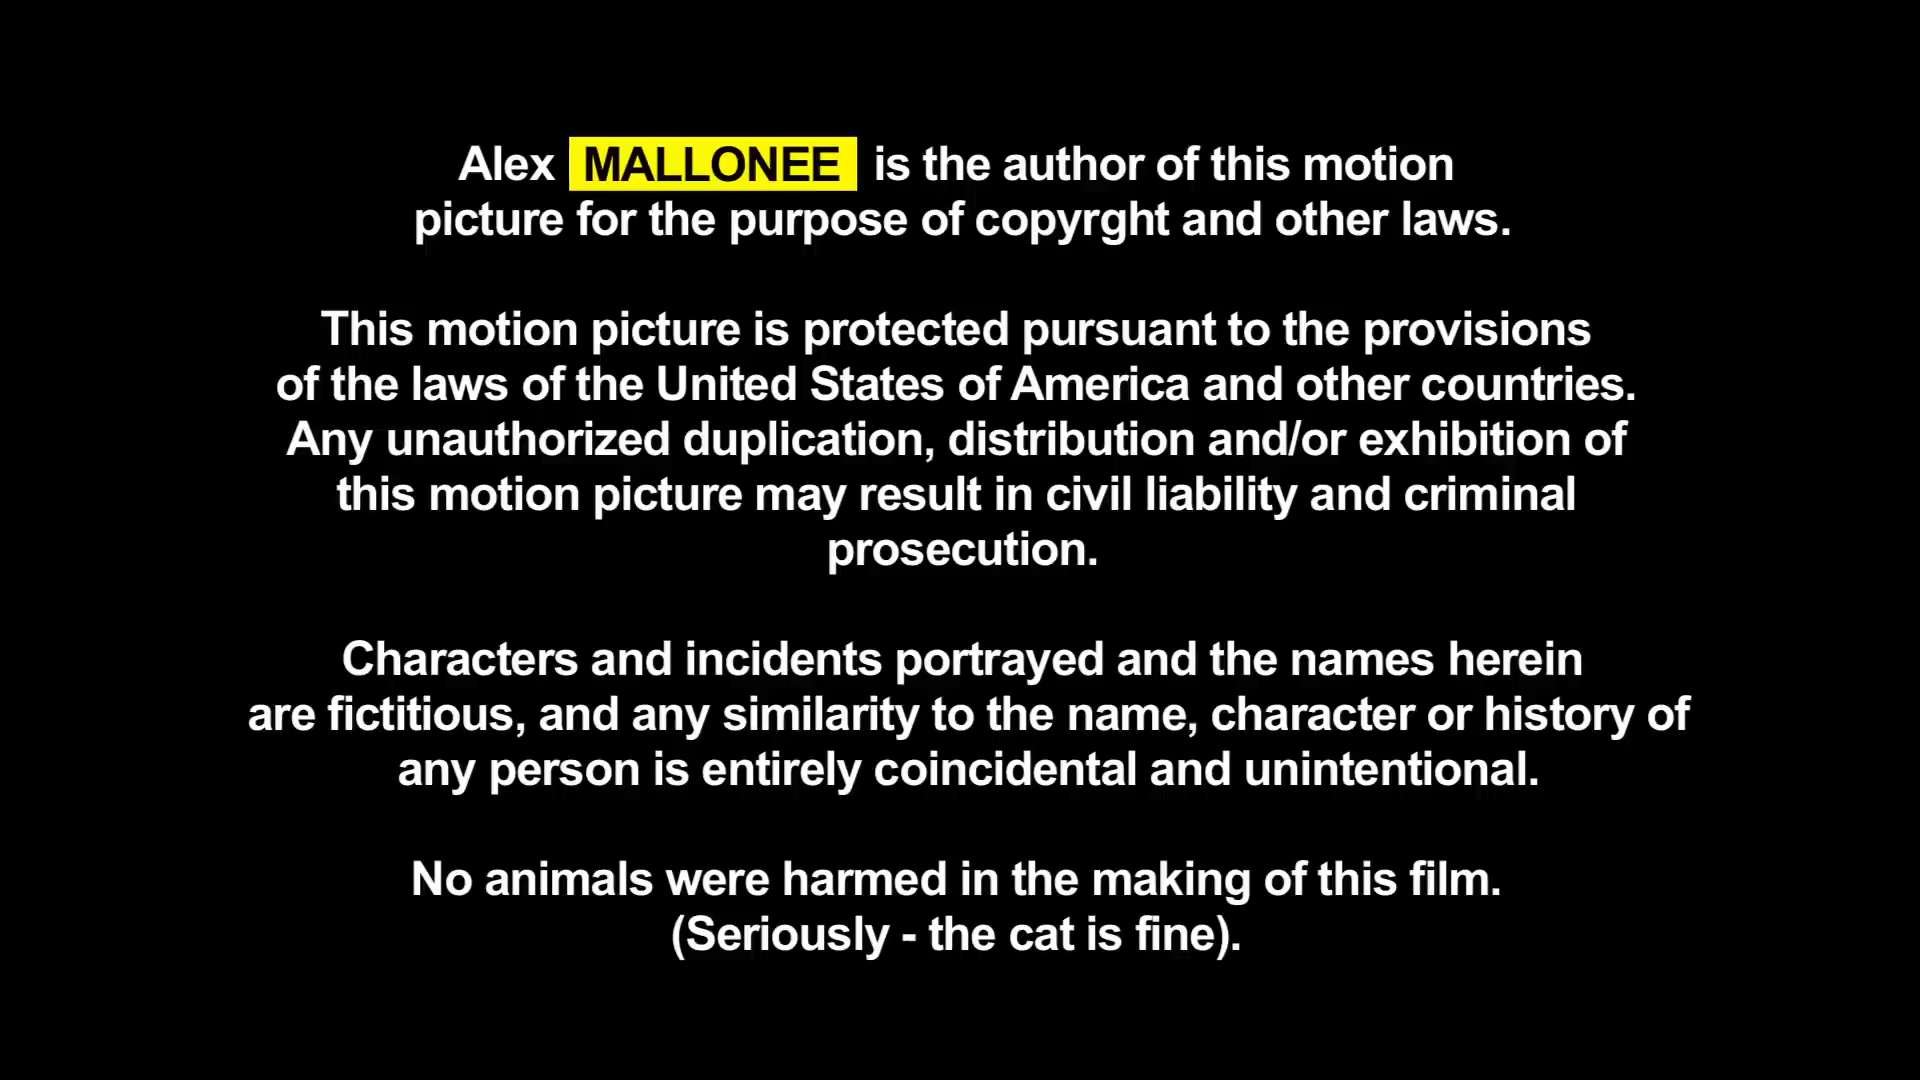 Alex MALLONEE is the author of this motion
picture for the purpose of copyrght and other laws.
This motion picture is protected pursuant to the provisions
of the laws of the United States of America and other countries.
Any unauthorized duplication, distribution and/or exhibition of
this motion picture may result in civil liability and criminal
prosecution.
Characters and incidents portrayed and the names herein
are fictitious, and any similarity to the name, character or history of
any person is entirely coincidental and unintentional.
No animals were harmed in the making of this film.
(Seriously - the cat is fine).